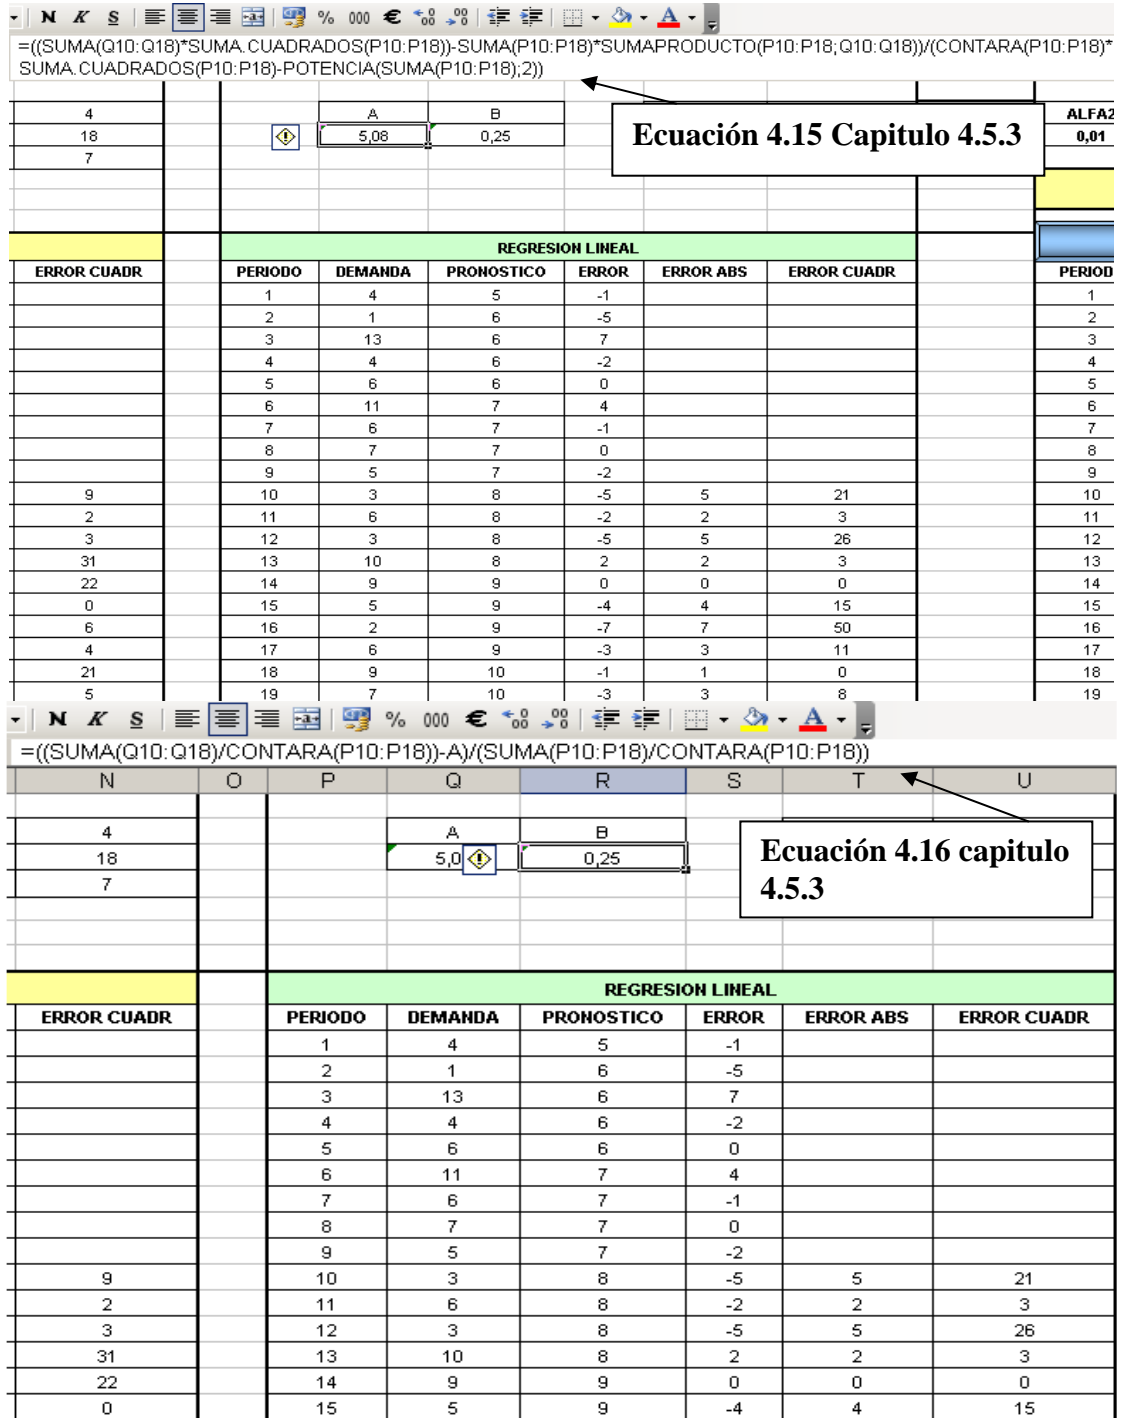 N K S % 000 €
=((SUMA(Q10:Q18)*SUMA.CUADRADOS(P10:P18))-SUMA(P10:P18)*SUMAPRODUCTO(P10:P18;Q10:Q18))/(CONTARA(P10:P18)*
SUMA.CUADRADOS(P10:P18)-POTENCIA(SUMA(P10:P18);2))
4 A B ALFA2
18 5,08 0,25 Ecuación 4.15 Capitulo 4.5.3 0,01
7
REGRESION LINEAL
ERROR CUADR PERIODO DEMANDA PRONOSTICO ERROR ERROR ABS ERROR CUADR PERIOD
1 4 5 -1 1
2 1 6 -5 2
3 13 6 7 3
4 4 6 -2 4
5 6 6 0 5
6 11 7 4 6
7 6 7 -1 7
8 7 7 0 8
9 5 7 -2 9
9 10 3 8 -5 5 21 10
2 11 6 8 -2 2 3 11
3 12 3 8 -5 5 26 12
31 13 10 8 2 2 3 13
22 14 9 9 0 0 0 14
0 15 5 9 -4 4 15 15
6 16 2 9 -7 7 50 16
4 17 6 9 -3 3 11 17
21 18 9 10 -1 1 0 18
5 19 7 10 -3 3 8 19
N K S % 000 €
=((SUMA(Q10:Q18)/CONTARA(P10:P18))-A)/(SUMA(P10:P18)/CONTARA(P10:P18))
N O P Q R S T U
4 A B
18 5,0 0,25 Ecuación 4.16 capitulo
7 4.5.3
REGRESION LINEAL
ERROR CUADR PERIODO DEMANDA PRONOSTICO ERROR ERROR ABS ERROR CUADR
1 4 5 -1
2 1 6 -5
3 13 6 7
4 4 6 -2
5 6 6 0
6 11 7 4
7 6 7 -1
8 7 7 0
9 5 7 -2
9 10 3 8 -5 5 21
2 11 6 8 -2 2 3
3 12 3 8 -5 5 26
31 13 10 8 2 2 3
22 14 9 9 0 0 0
0 15 5 9 -4 4 15